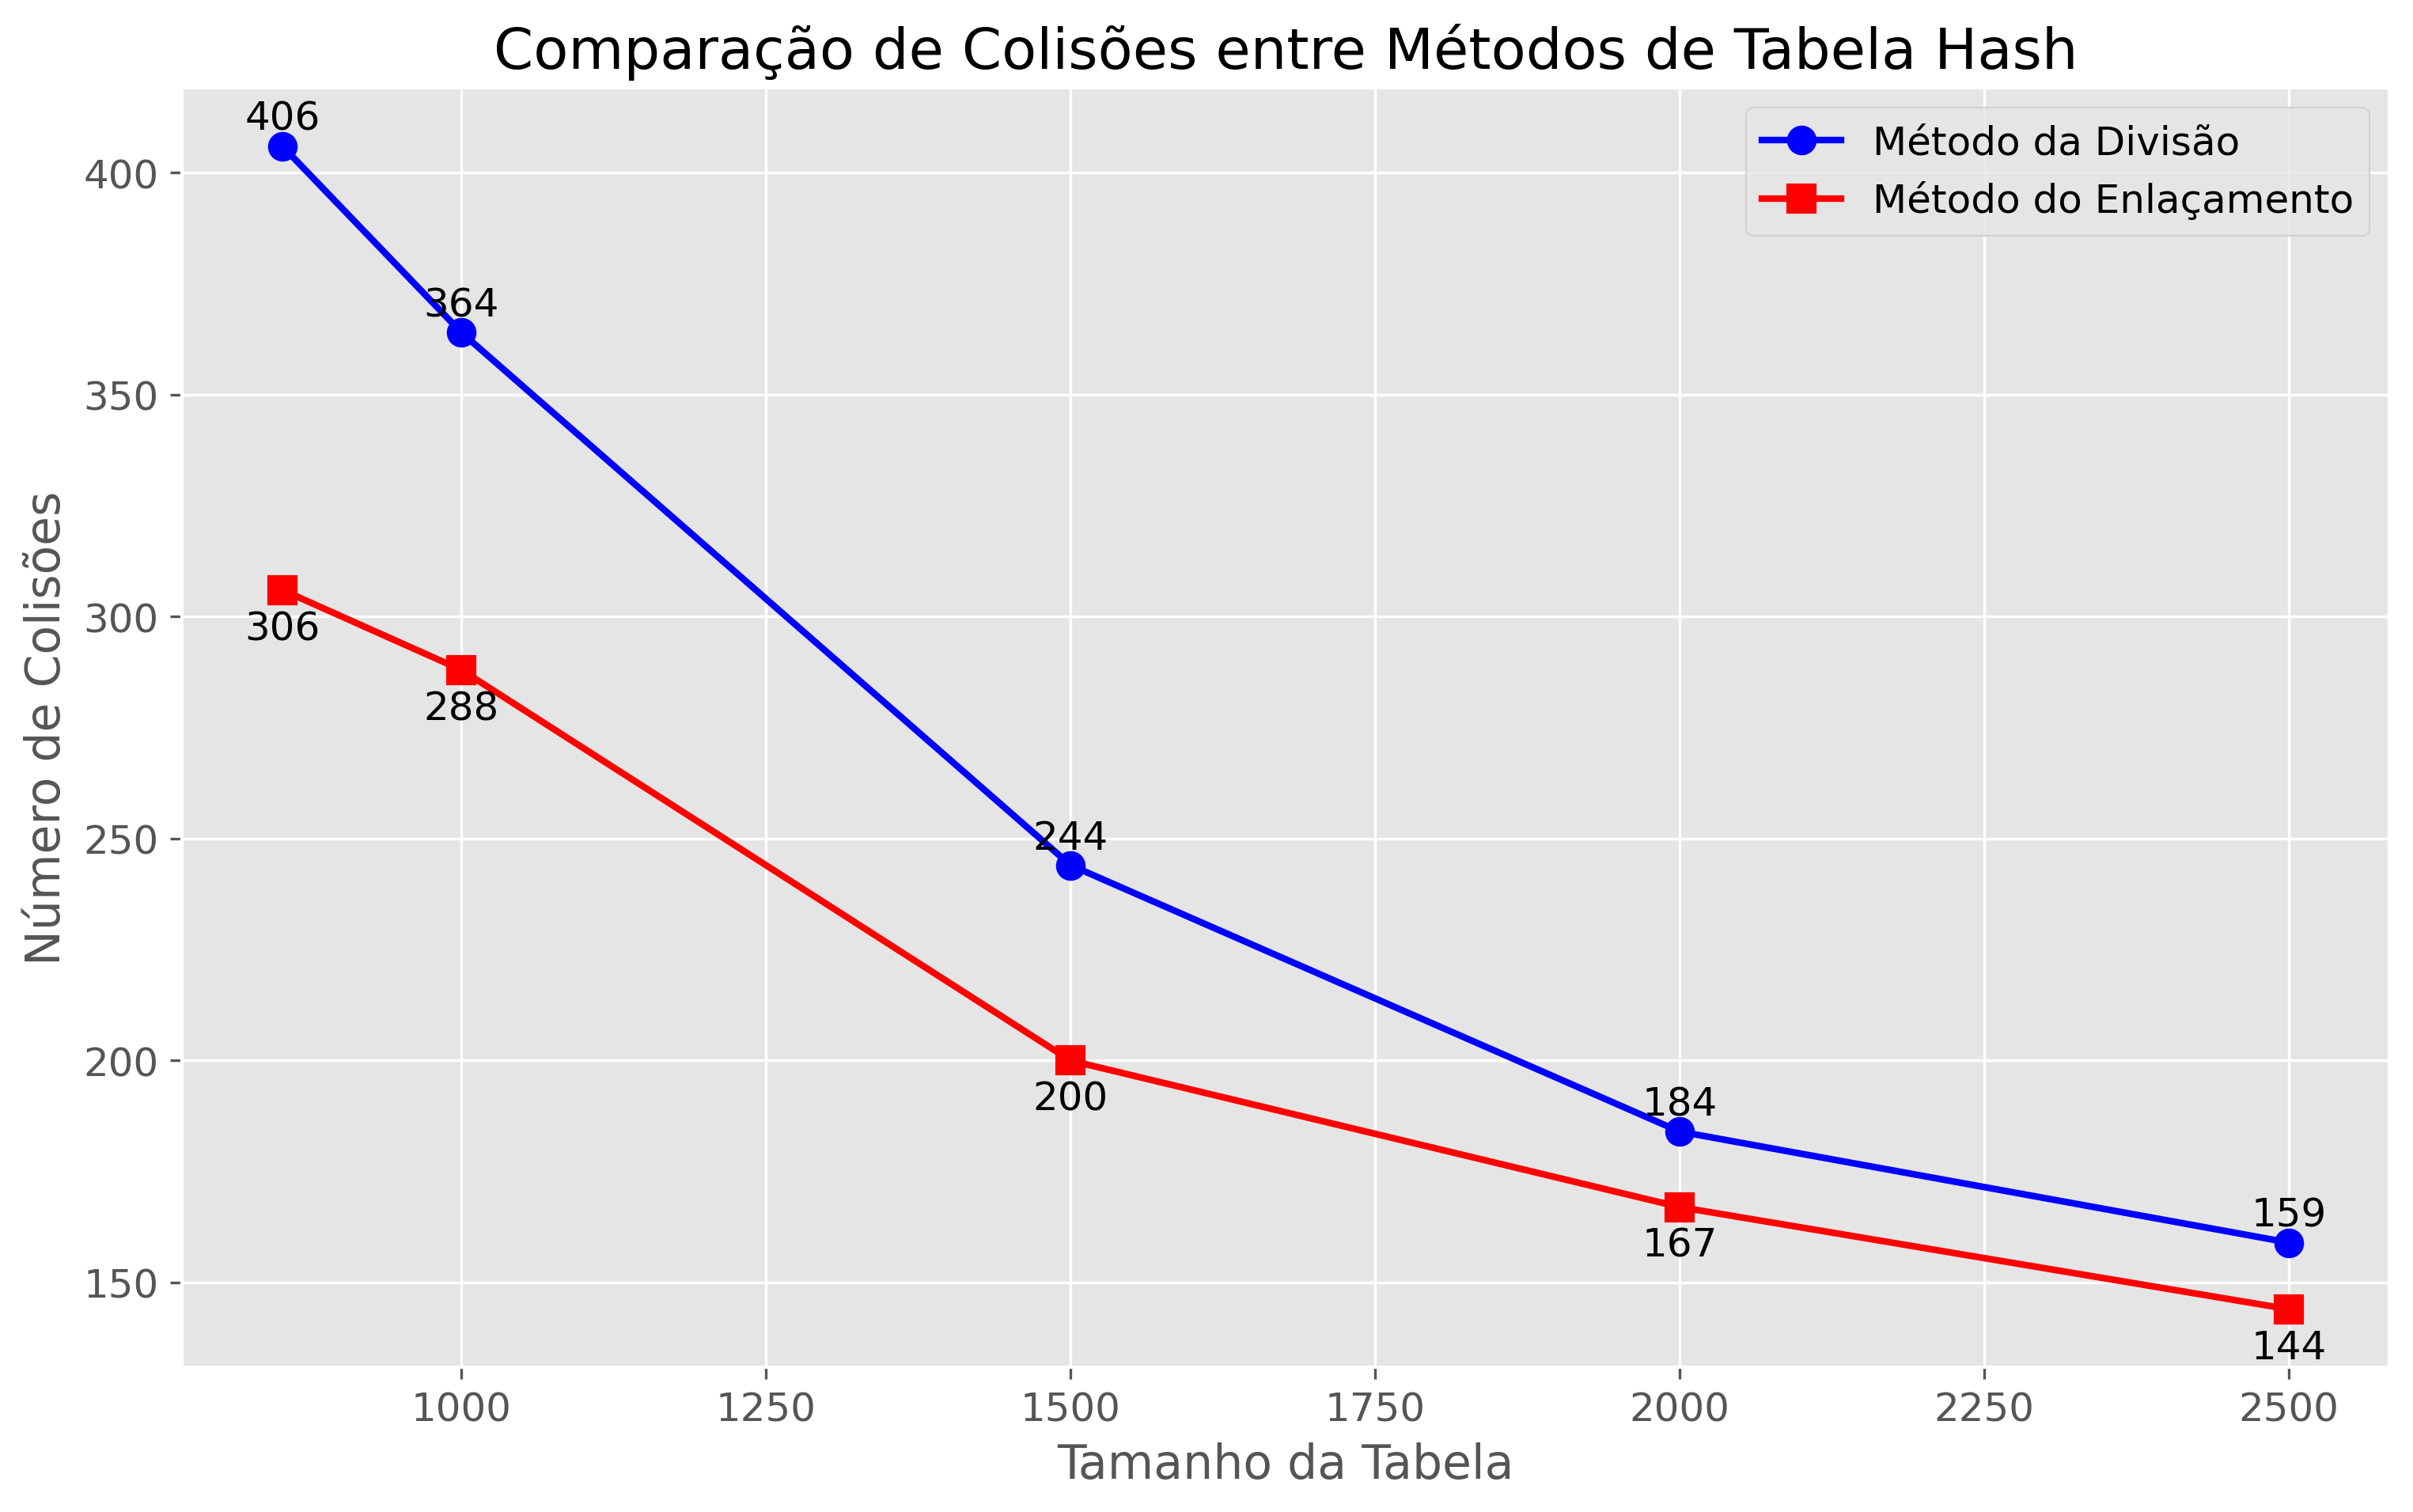 Comparação de Colisões entre Métodos de Tabela Hash
Método da Divisão
Método do Enlaçamento
Número de Colisões
400
350
300
250
200
150
406
364
244
184
159
306
288
200
167
144
1000 1250 1500 1750 2000 2250 2500
Tamanho da Tabela